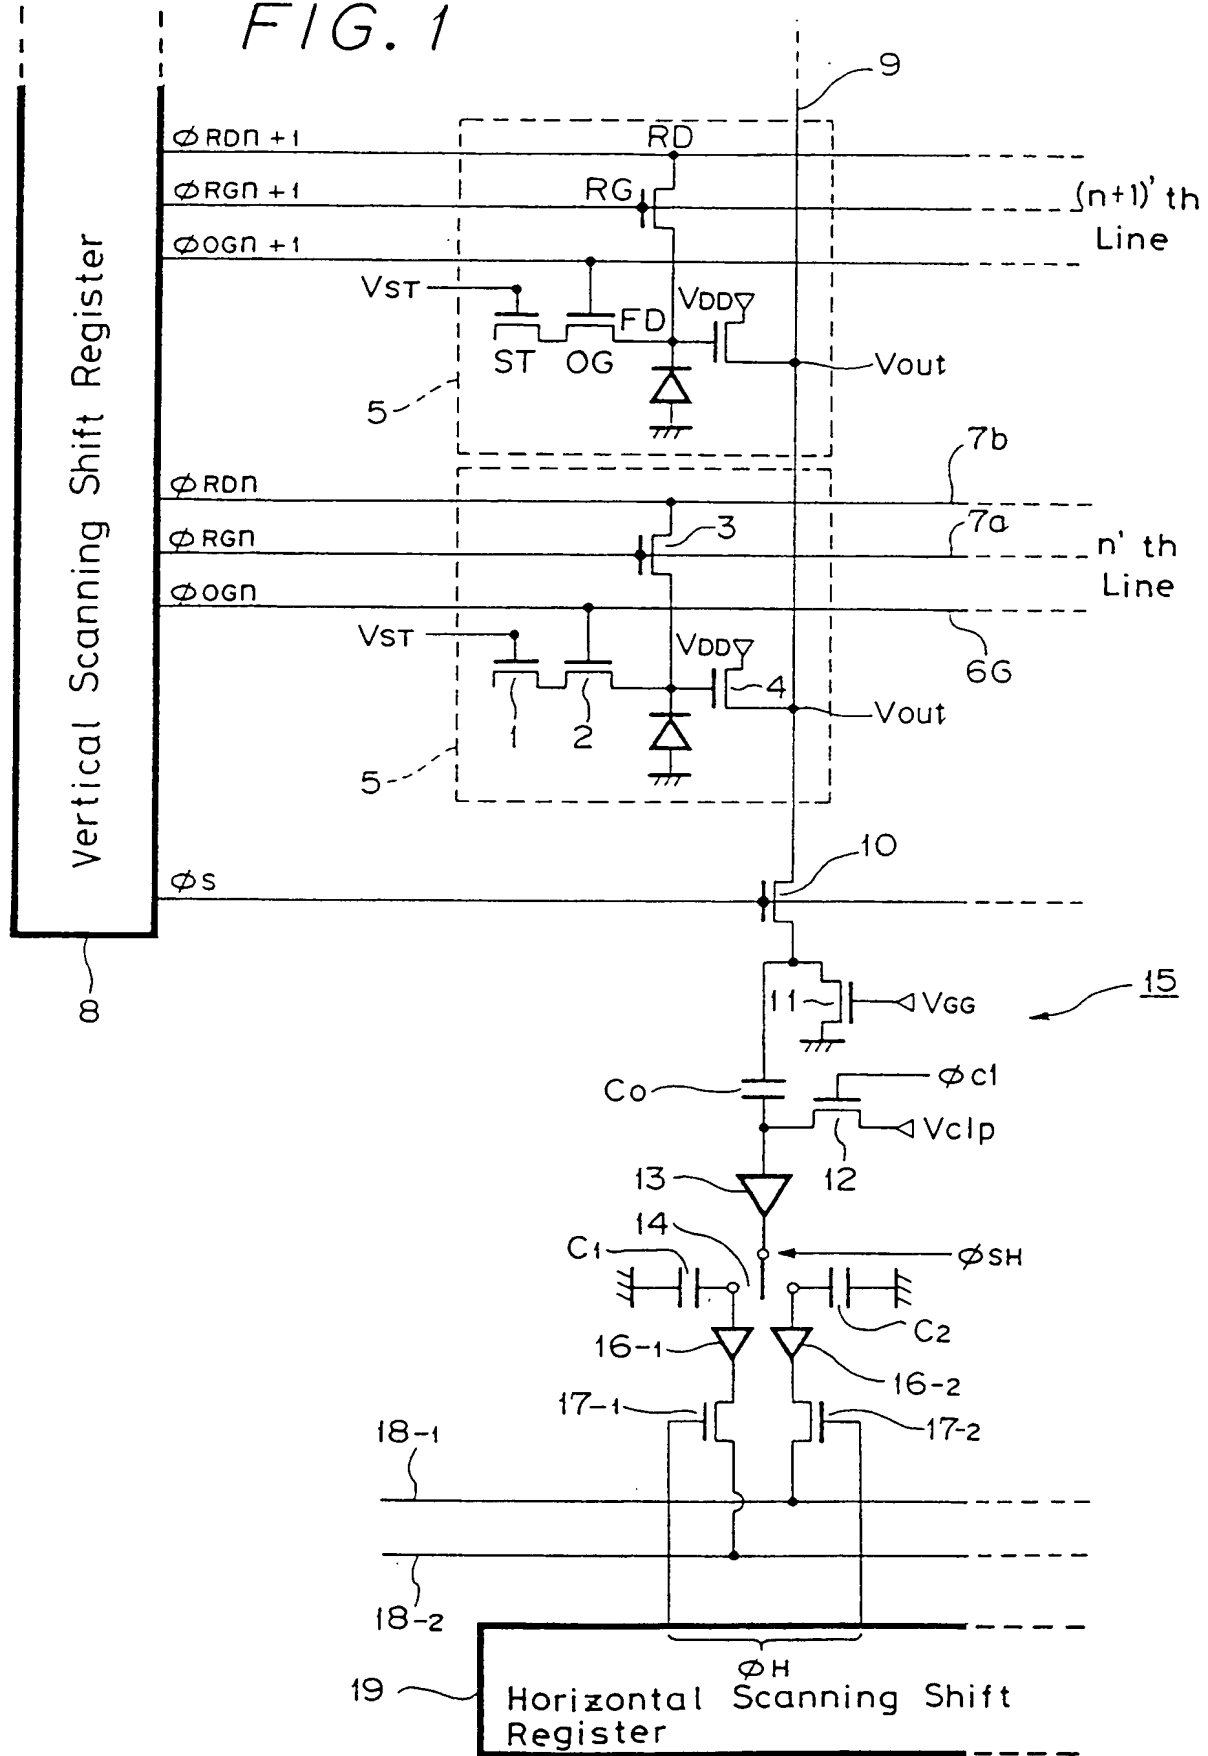 FIG. 1
9
φRDn+1
RD
φRGn+1
RG
(n+1)' th
Line
φOGn+1
VST
FD
VDD
ST
OG
Vout
5
7b
φRDn
3
7a
φRGn
n' th
Line
φOGn
VST
VDD
6G
4
Vout
1
2
5
Vertical Scanning Shift Register
10
φS
8
11
VGG
15
Co
φc1
Vclp
12
13
14
C1
φSH
C2
16-1
16-2
17-1
17-2
18-1
18-2
φH
19
Horizontal Scanning Shift
Register